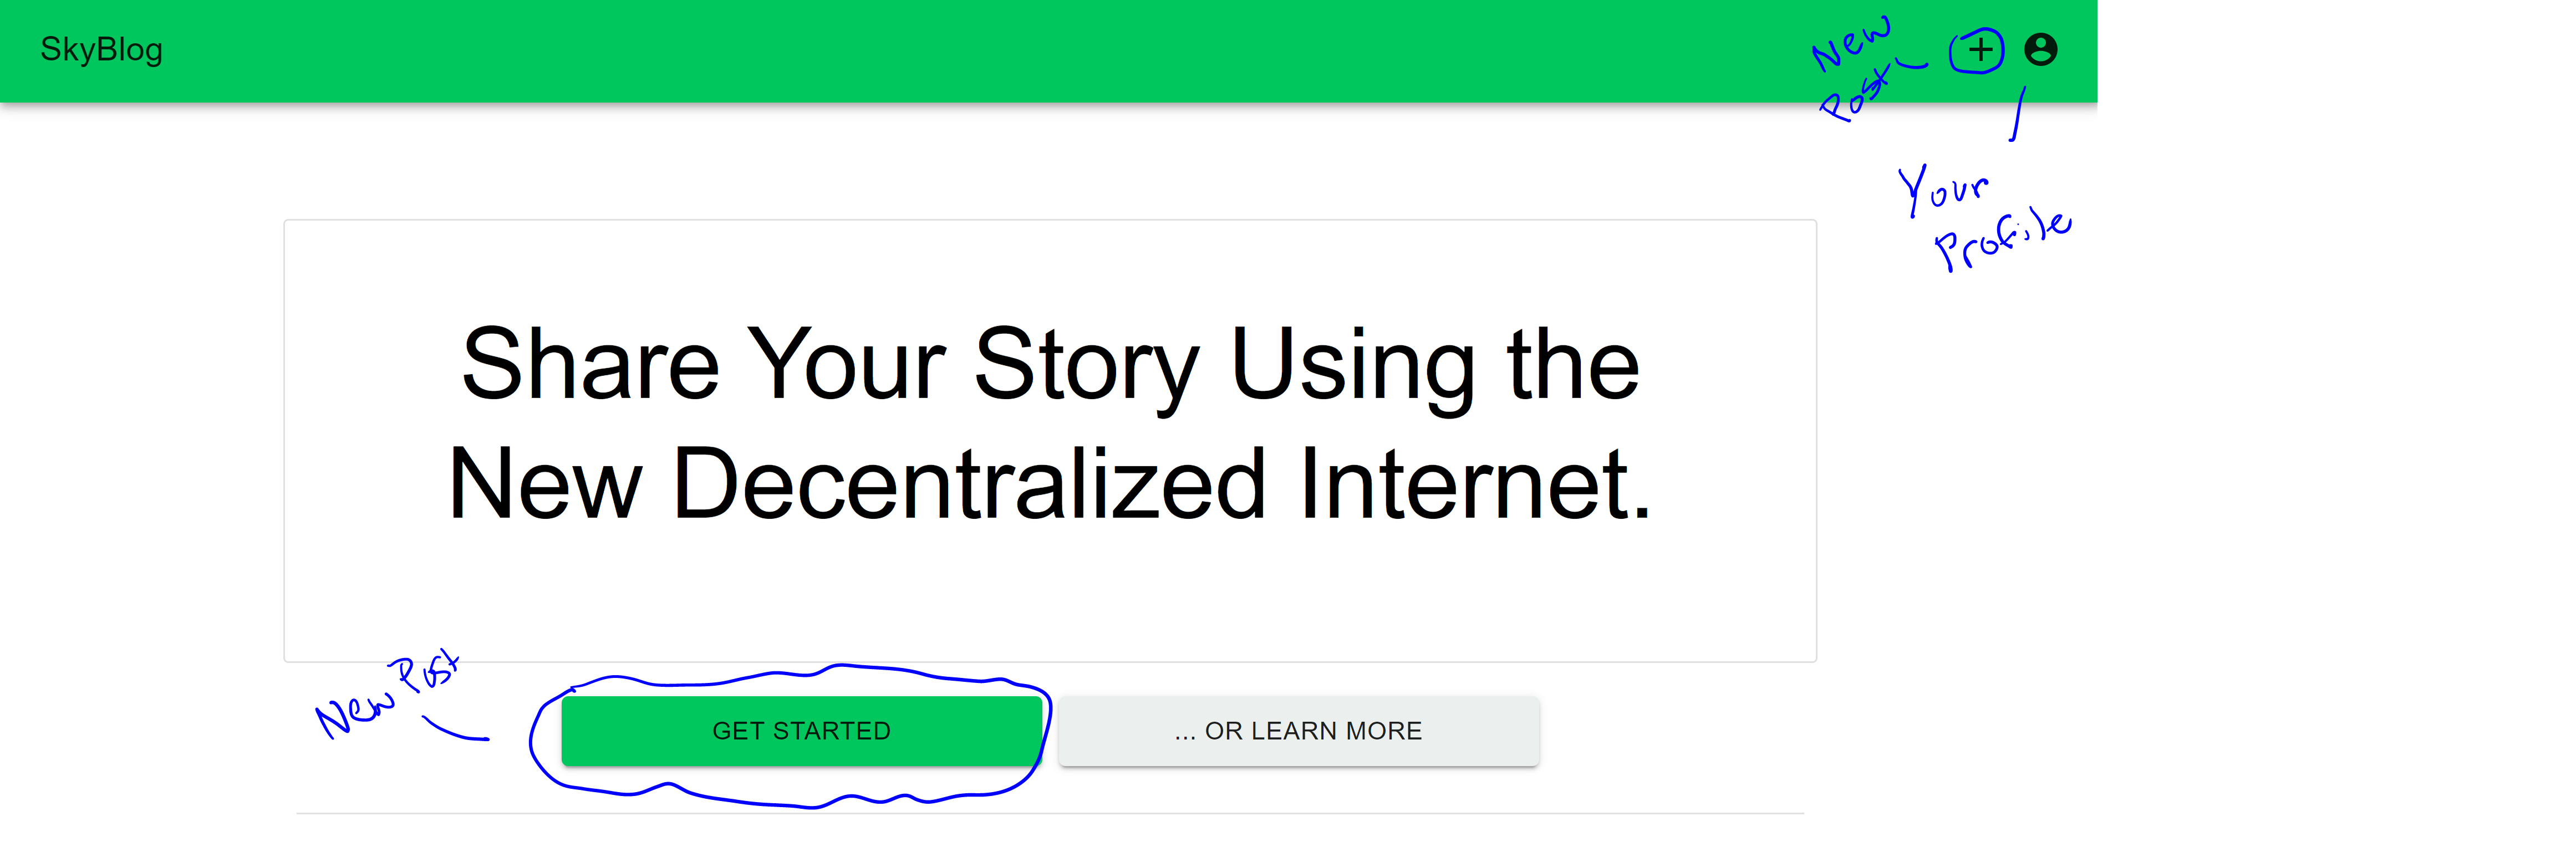 SkyBlog
New
Post
Your
Profile
Share Your Story Using the
New Decentralized Internet.
New Post
GET STARTED
... OR LEARN MORE